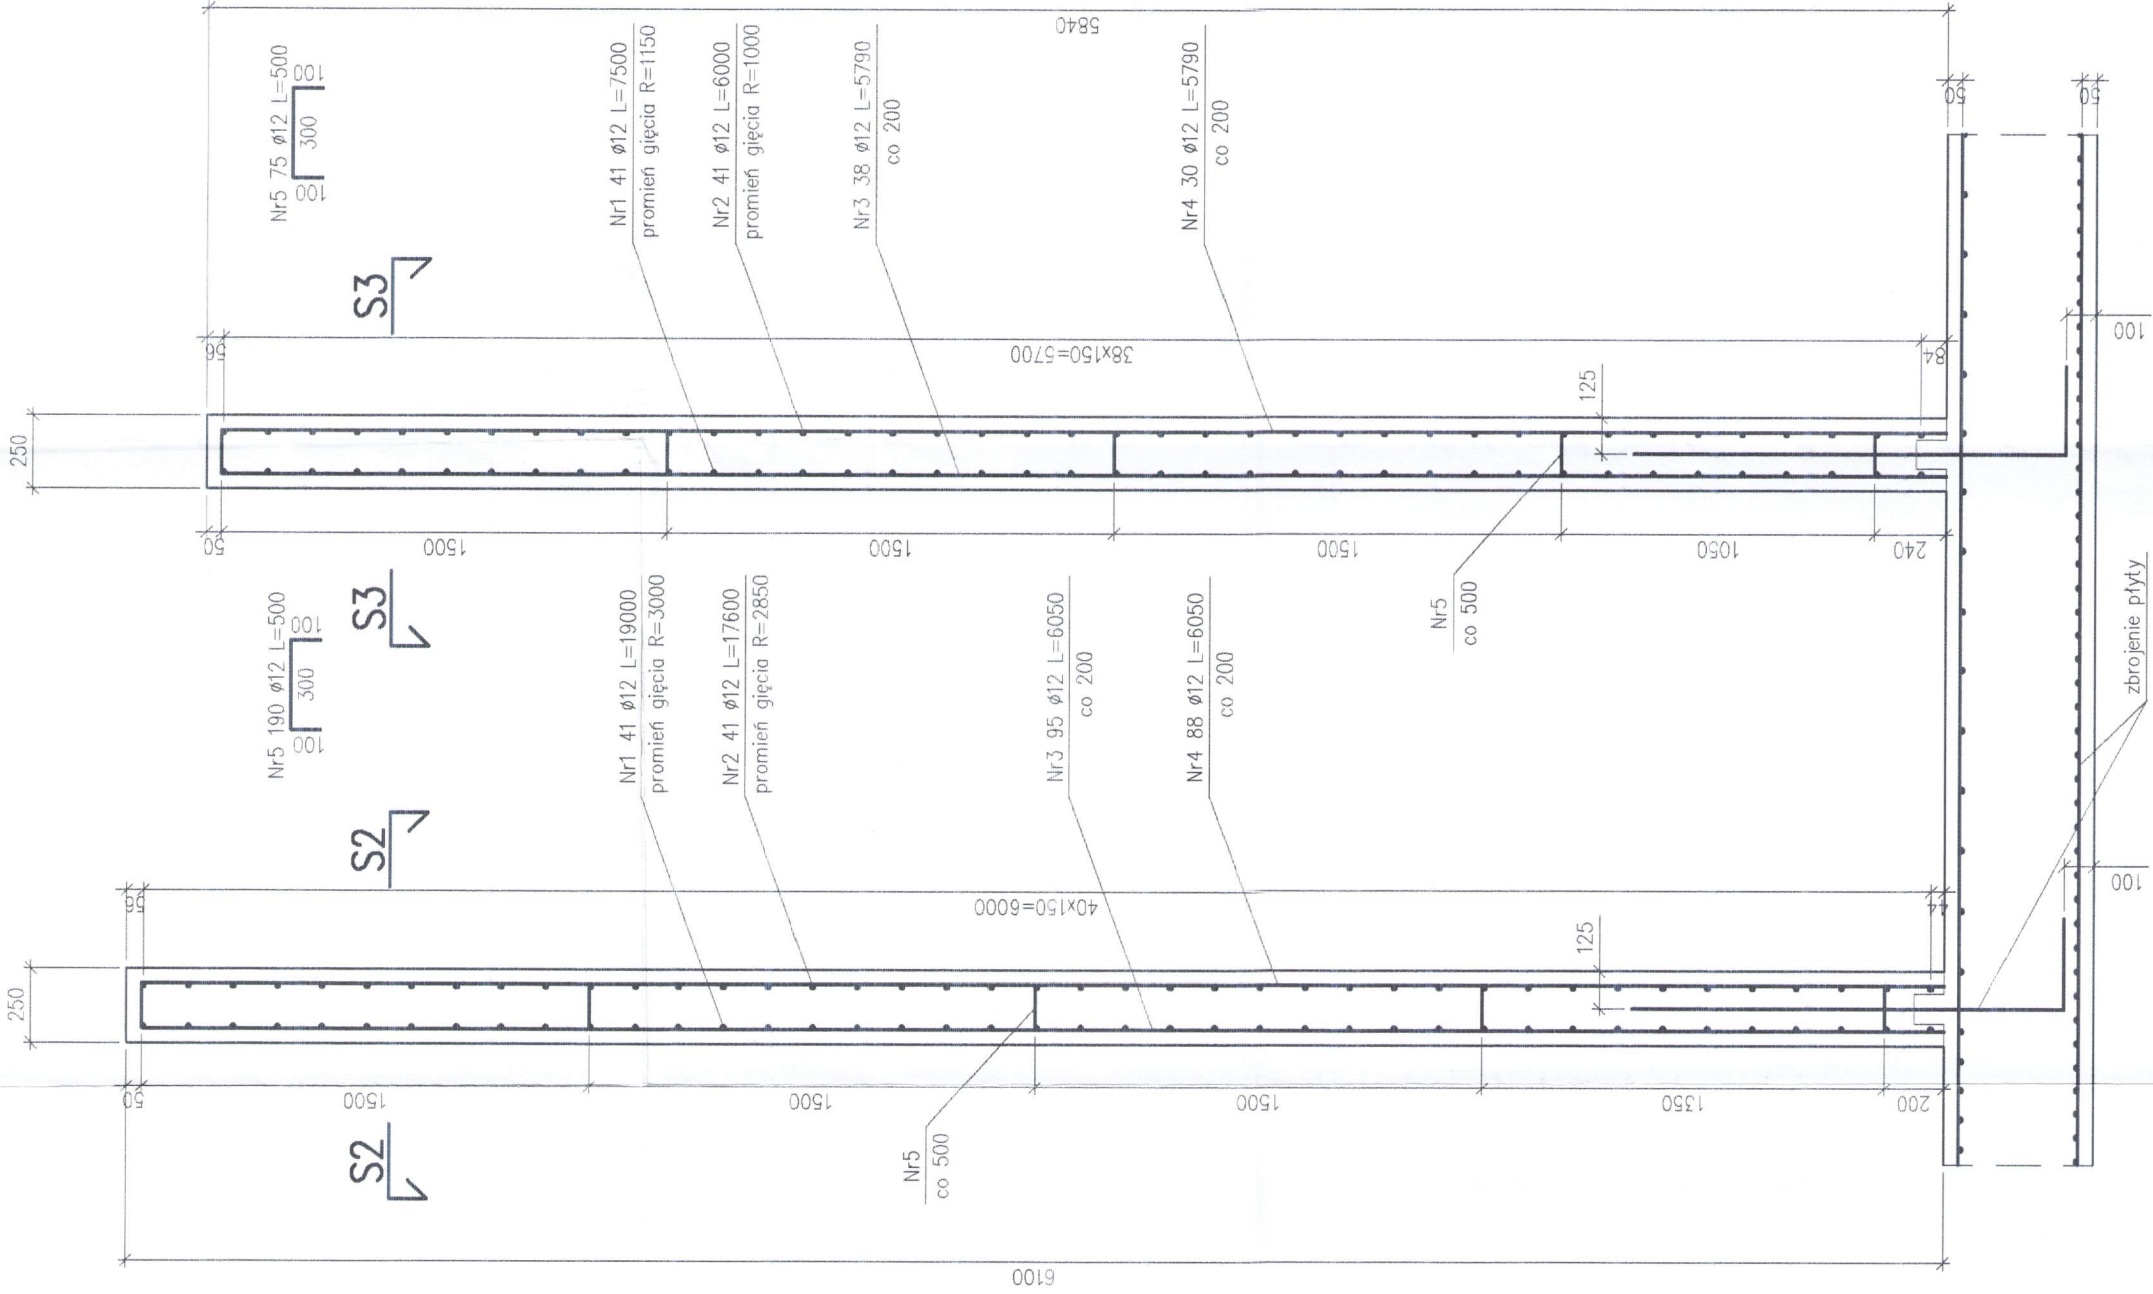 5840
Nr5 75 ø12 L=500
100
300
100
Nr1 41 ø12 L=7500
promień gięcia R=1150
Nr2 41 ø12 L=6000
promień gięcia R=1000
Nr3 38 ø12 L=5790
co 200
Nr4 30 ø12 L=5790
co 200
50
50
S3
56
38x150=5700
84
100
250
125
50
1500
1500
1500
1050
240
S3
Nr5
co 500
Nr5 190 ø12 L=500
100
300
100
Nr1 41 ø12 L=19000
promień gięcia R=3000
Nr2 41 ø12 L=17600
promień gięcia R=2850
Nr3 95 ø12 L=6050
co 200
Nr4 88 ø12 L=6050
co 200
zbrojenie płyty
S2
56
40x150=6000
44
100
250
125
50
1500
1500
1500
1350
200
S2
Nr5
co 500
6100